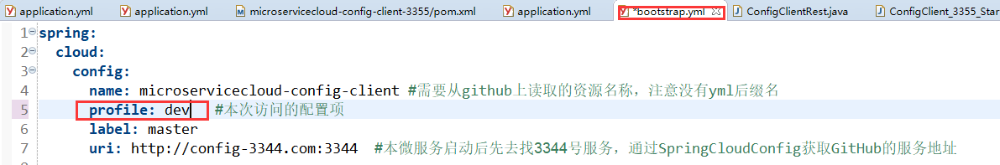 application.yml application.yml microservicecloud-config-client-3355/pom.xml application.yml *bootstrap.yml ConfigClientRest.java ConfigClient_3355_Star
1 spring:
2 cloud:
3 config:
4 name: microservicecloud-config-client #需要从github上读取的资源名称，注意没有yml后缀名
5 profile: dev #本次访问的配置项
6 label: master
7 uri: http://config-3344.com:3344 #本微服务启动后先去找3344号服务，通过SpringCloudConfig获取GitHub的服务地址
8